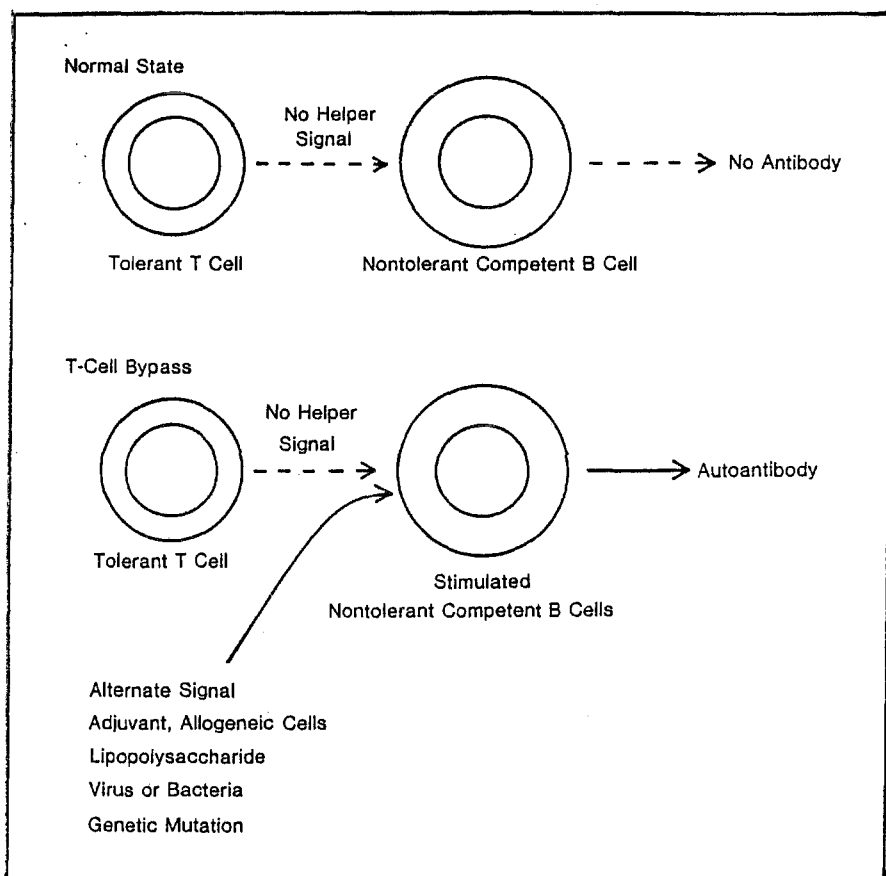 Normal State
No Helper
Signal
No Antibody
Tolerant T Cell
Nontolerant Competent B Cell
T-Cell Bypass
No Helper
Signal
Autoantibody
Tolerant T Cell
Stimulated
Nontolerant Competent B Cells
Alternate Signal
Adjuvant, Allogeneic Cells
Lipopolysaccharide
Virus or Bacteria
Genetic Mutation